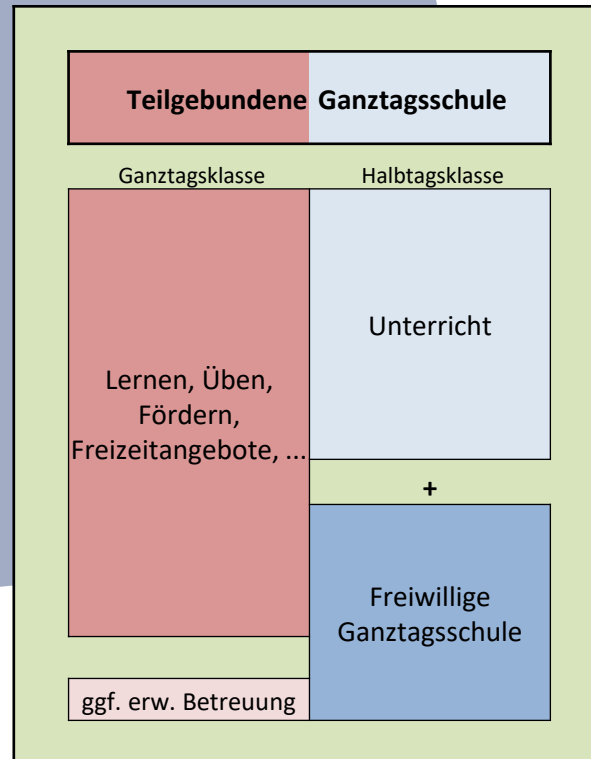 Teilgebundene Ganztagsschule
Ganztagsklasse
Halbtagsklasse
Lernen, Üben,
Fördern,
Freizeitangebote, ...
ggf. erw. Betreuung
Unterricht
+
Freiwillige
Ganztagsschule